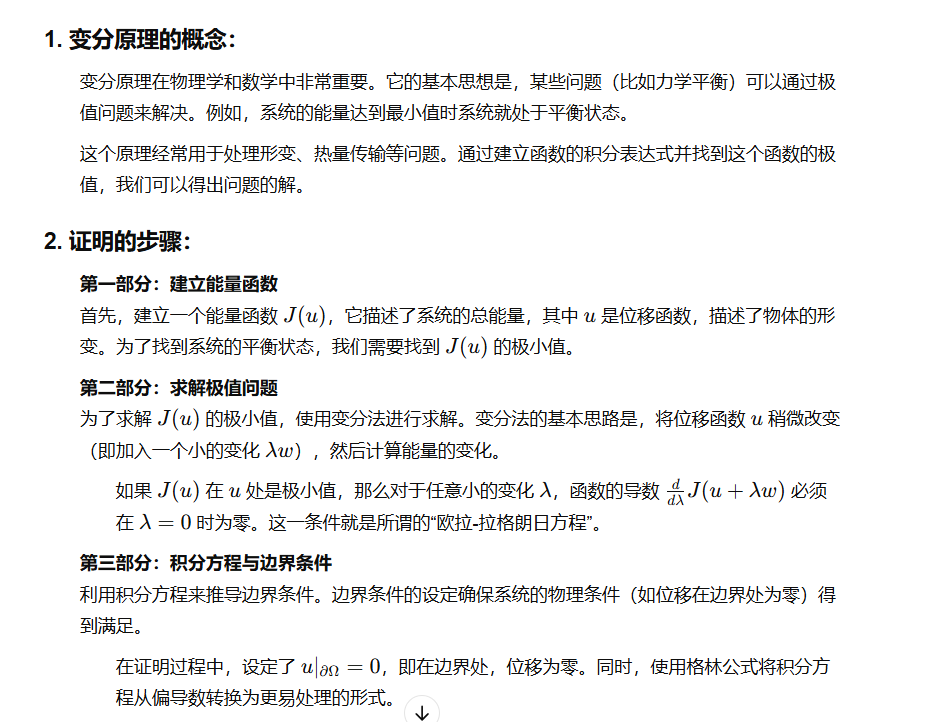 1. 变分原理的概念：
变分原理在物理学和数学中非常重要。它的基本思想是，某些问题（比如力学平衡）可以通过极
值问题来解决。例如，系统的能量达到最小值时系统就处于平衡状态。
这个原理经常用于处理形变、热量传输等问题。通过建立函数的积分表达式并找到这个函数的极
值，我们可以得出问题的解。
2. 证明的步骤：
第一部分：建立能量函数
首先，建立一个能量函数 J(u)，它描述了系统的总能量，其中 u 是位移函数，描述了物体的形
变。为了找到系统的平衡状态，我们需要找到 J(u) 的极小值。
第二部分：求解极值问题
为了求解 J(u) 的极小值，使用变分法进行求解。变分法的基本思路是，将位移函数 u 稍微改变
（即加入一个小的变化 λw），然后计算能量的变化。
如果 J(u) 在 u 处是极小值，那么对于任意小的变化 λ，函数的导数 d/dλ J(u + λw) 必须
在 λ = 0 时为零。这一条件就是所谓的“欧拉-拉格朗日方程”。
第三部分：积分方程与边界条件
利用积分方程来推导边界条件。边界条件的设定确保系统的物理条件（如位移在边界处为零）得
到满足。
在证明过程中，设定了 u|∂Ω = 0，即在边界处，位移为零。同时，使用格林公式将积分方
程从偏导数转换为更易处理的形式。